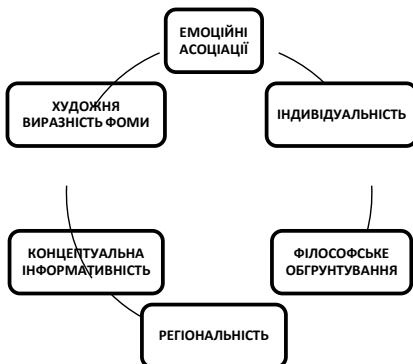 ЕМОЦІЙНІ
АСОЦІАЦІЇ
ХУДОЖНЯ
ВИРАЗНІСТЬ ФОМИ
ІНДИВІДУАЛЬНІСТЬ
КОНЦЕПТУАЛЬНА
ІНФОРМАТИВНІСТЬ
ФІЛОСОФСЬКЕ
ОБГРУНТУВАННЯ
РЕГІОНАЛЬНІСТЬ